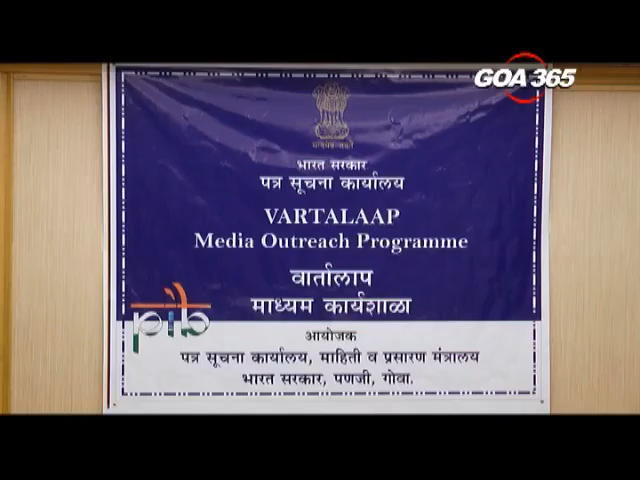 GOA 365
भारत सरकार
पत्र सूचना कार्यालय
VARTALAAP
Media Outreach Programme
वार्तालाप
माध्यम कार्यशाळा
pib
आयोजक
पत्र सूचना कार्यालय, माहिती व प्रसारण मंत्रालय
भारत सरकार, पणजी, गोवा.